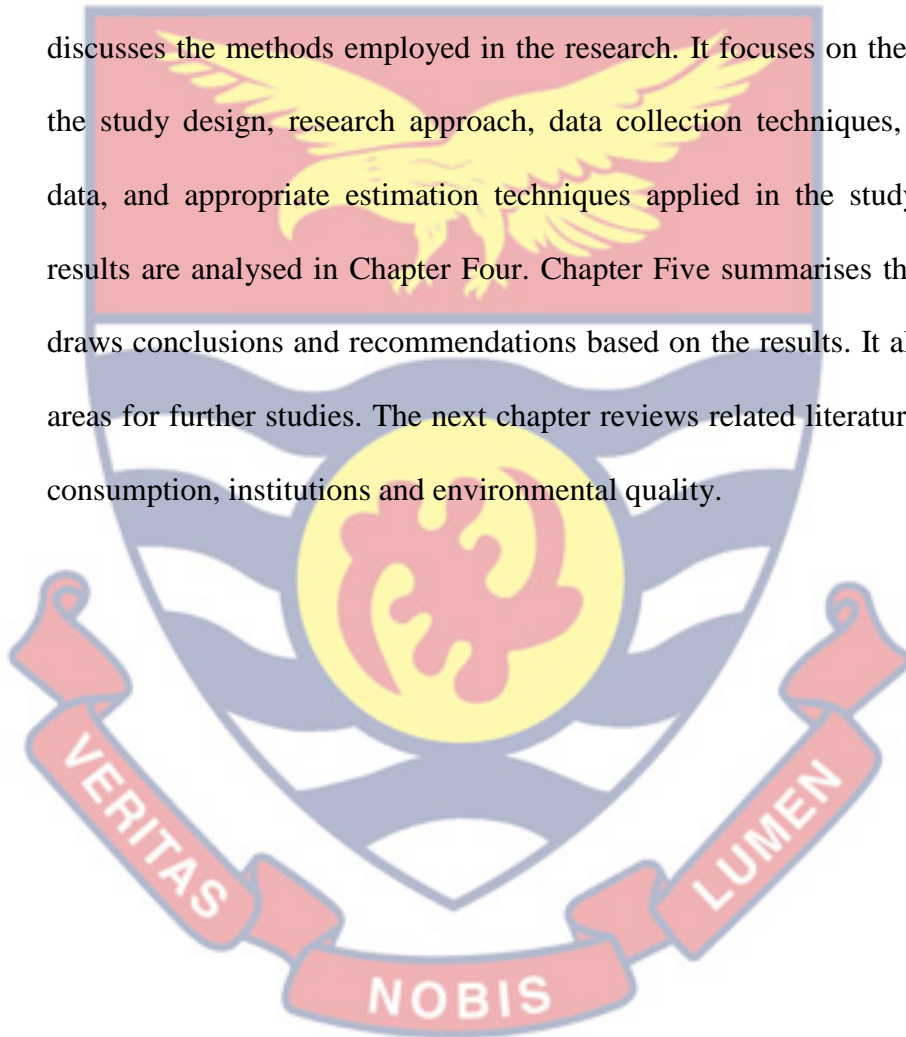 discusses the methods employed in the research. It focuses on the
the study design, research approach, data collection techniques,
data, and appropriate estimation techniques applied in the study
results are analysed in Chapter Four. Chapter Five summarises th
draws conclusions and recommendations based on the results. It al
areas for further studies. The next chapter reviews related literatur
consumption, institutions and environmental quality.
VERITAS
NOBIS
LUMEN